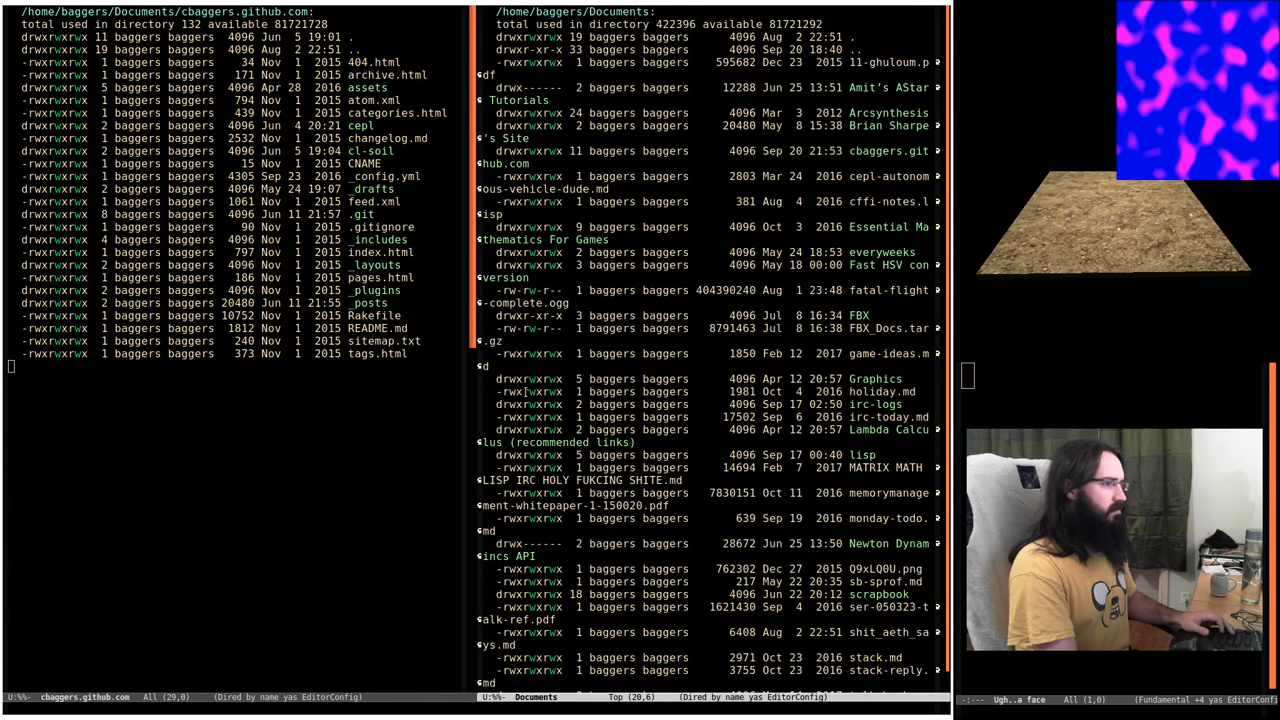 /home/baggers/Documents/cbaggers.github.com:
total used in directory 132 available 81721728
drwxrwxrwx 11 baggers baggers 4096 Jun 5 19:01 .
drwxrwxrwx 19 baggers baggers 4096 Aug 2 22:51 ..
-rwxrwxrwx 1 baggers baggers 34 Nov 1 2015 404.html
-rwxrwxrwx 1 baggers baggers 171 Nov 1 2015 archive.html
drwxrwxrwx 5 baggers baggers 4096 Apr 28 2016 assets
-rwxrwxrwx 1 baggers baggers 794 Nov 1 2015 atom.xml
-rwxrwxrwx 1 baggers baggers 439 Nov 1 2015 categories.html
drwxrwxrwx 2 baggers baggers 4096 Jun 4 20:21 cepl
-rwxrwxrwx 1 baggers baggers 2532 Nov 1 2015 changelog.md
drwxrwxrwx 2 baggers baggers 4096 Jun 5 19:04 cl-soil
-rwxrwxrwx 1 baggers baggers 15 Nov 1 2015 CNAME
-rwxrwxrwx 1 baggers baggers 4305 Sep 23 2016 _config.yml
drwxrwxrwx 2 baggers baggers 4096 May 24 19:07 _drafts
-rwxrwxrwx 1 baggers baggers 1061 Nov 1 2015 feed.xml
drwxrwxrwx 8 baggers baggers 4096 Jun 11 21:57 .git
-rwxrwxrwx 1 baggers baggers 90 Nov 1 2015 .gitignore
drwxrwxrwx 4 baggers baggers 4096 Nov 1 2015 _includes
-rwxrwxrwx 1 baggers baggers 797 Nov 1 2015 index.html
drwxrwxrwx 2 baggers baggers 4096 Nov 1 2015 _layouts
-rwxrwxrwx 1 baggers baggers 186 Nov 1 2015 pages.html
drwxrwxrwx 2 baggers baggers 4096 Nov 1 2015 _plugins
drwxrwxrwx 2 baggers baggers 20480 Jun 11 21:55 _posts
-rwxrwxrwx 1 baggers baggers 10752 Nov 1 2015 Rakefile
-rwxrwxrwx 1 baggers baggers 1812 Nov 1 2015 README.md
-rwxrwxrwx 1 baggers baggers 240 Nov 1 2015 sitemap.txt
-rwxrwxrwx 1 baggers baggers 373 Nov 1 2015 tags.html
U:%%- cbaggers.github.com All (29,0) (Dired by name yas EditorConfig)
/home/baggers/Documents:
total used in directory 422396 available 81721292
drwxrwxrwx 19 baggers baggers 4096 Aug 2 22:51 .
drwxr-xr-x 33 baggers baggers 4096 Sep 20 18:40 ..
-rwxrwxrwx 1 baggers baggers 595682 Dec 23 2015 11-ghuloum.p
df
drwx------ 2 baggers baggers 12288 Jun 25 13:51 Amit's AStar
Tutorials
drwxrwxrwx 24 baggers baggers 4096 Mar 3 2012 Arcsynthesis
drwxrwxrwx 2 baggers baggers 20480 May 8 15:38 Brian Sharpe
's Site
drwxrwxrwx 11 baggers baggers 4096 Sep 20 21:53 cbaggers.git
hub.com
-rwxrwxrwx 1 baggers baggers 2803 Mar 24 2016 cepl-autonom
ous-vehicle-dude.md
-rwxrwxrwx 1 baggers baggers 381 Aug 4 2016 cffi-notes.l
isp
drwxrwxrwx 9 baggers baggers 4096 Oct 3 2016 Essential Ma
thematics For Games
drwxrwxrwx 2 baggers baggers 4096 May 24 18:53 everyweeks
drwxrwxrwx 3 baggers baggers 4096 May 18 00:00 Fast HSV con
version
-rw-rw-r-- 1 baggers baggers 404390240 Aug 1 23:48 fatal-flight
-complete.ogg
drwxr-xr-x 3 baggers baggers 4096 Jul 8 16:34 FBX
-rw-rw-r-- 1 baggers baggers 8791463 Jul 8 16:38 FBX_Docs.tar
.gz
-rwxrwxrwx 1 baggers baggers 1850 Feb 12 2017 game-ideas.m
d
drwxrwxrwx 5 baggers baggers 4096 Apr 12 20:57 Graphics
-rwxrwxrwx 1 baggers baggers 1981 Oct 4 2016 holiday.md
drwxrwxrwx 2 baggers baggers 4096 Sep 17 02:50 irc-logs
-rwxrwxrwx 1 baggers baggers 17502 Sep 6 2016 irc-today.md
drwxrwxrwx 2 baggers baggers 4096 Apr 12 20:57 Lambda Calcu
lus (recommended links)
drwxrwxrwx 5 baggers baggers 4096 Sep 17 00:40 lisp
-rwxrwxrwx 1 baggers baggers 14694 Feb 7 2017 MATRIX MATH
LISP IRC HOLY FUKCING SHITE.md
-rwxrwxrwx 1 baggers baggers 7830151 Oct 11 2016 memorymanage
ment-whitepaper-1-150020.pdf
-rwxrwxrwx 1 baggers baggers 639 Sep 19 2016 monday-todo.
md
drwx------ 2 baggers baggers 28672 Jun 25 13:50 Newton Dynam
incs API
-rwxrwxrwx 1 baggers baggers 762302 Dec 27 2015 Q9xLQ0U.png
-rwxrwxrwx 1 baggers baggers 217 May 22 20:35 sb-sprof.md
drwxrwxrwx 18 baggers baggers 4096 Jun 22 20:12 scrapbook
-rwxrwxrwx 1 baggers baggers 1621430 Sep 4 2016 ser-050323-t
alk-ref.pdf
-rwxrwxrwx 1 baggers baggers 6408 Aug 2 22:51 shit_aeth_sa
ys.md
-rwxrwxrwx 1 baggers baggers 2971 Oct 23 2016 stack.md
-rwxrwxrwx 1 baggers baggers 3755 Oct 23 2016 stack-reply.
md
U:%%- Documents Top (20,6) (Dired by name yas EditorConfig)
-:--- Ugh..a face All (1,0) (Fundamental +4 yas EditorConfi